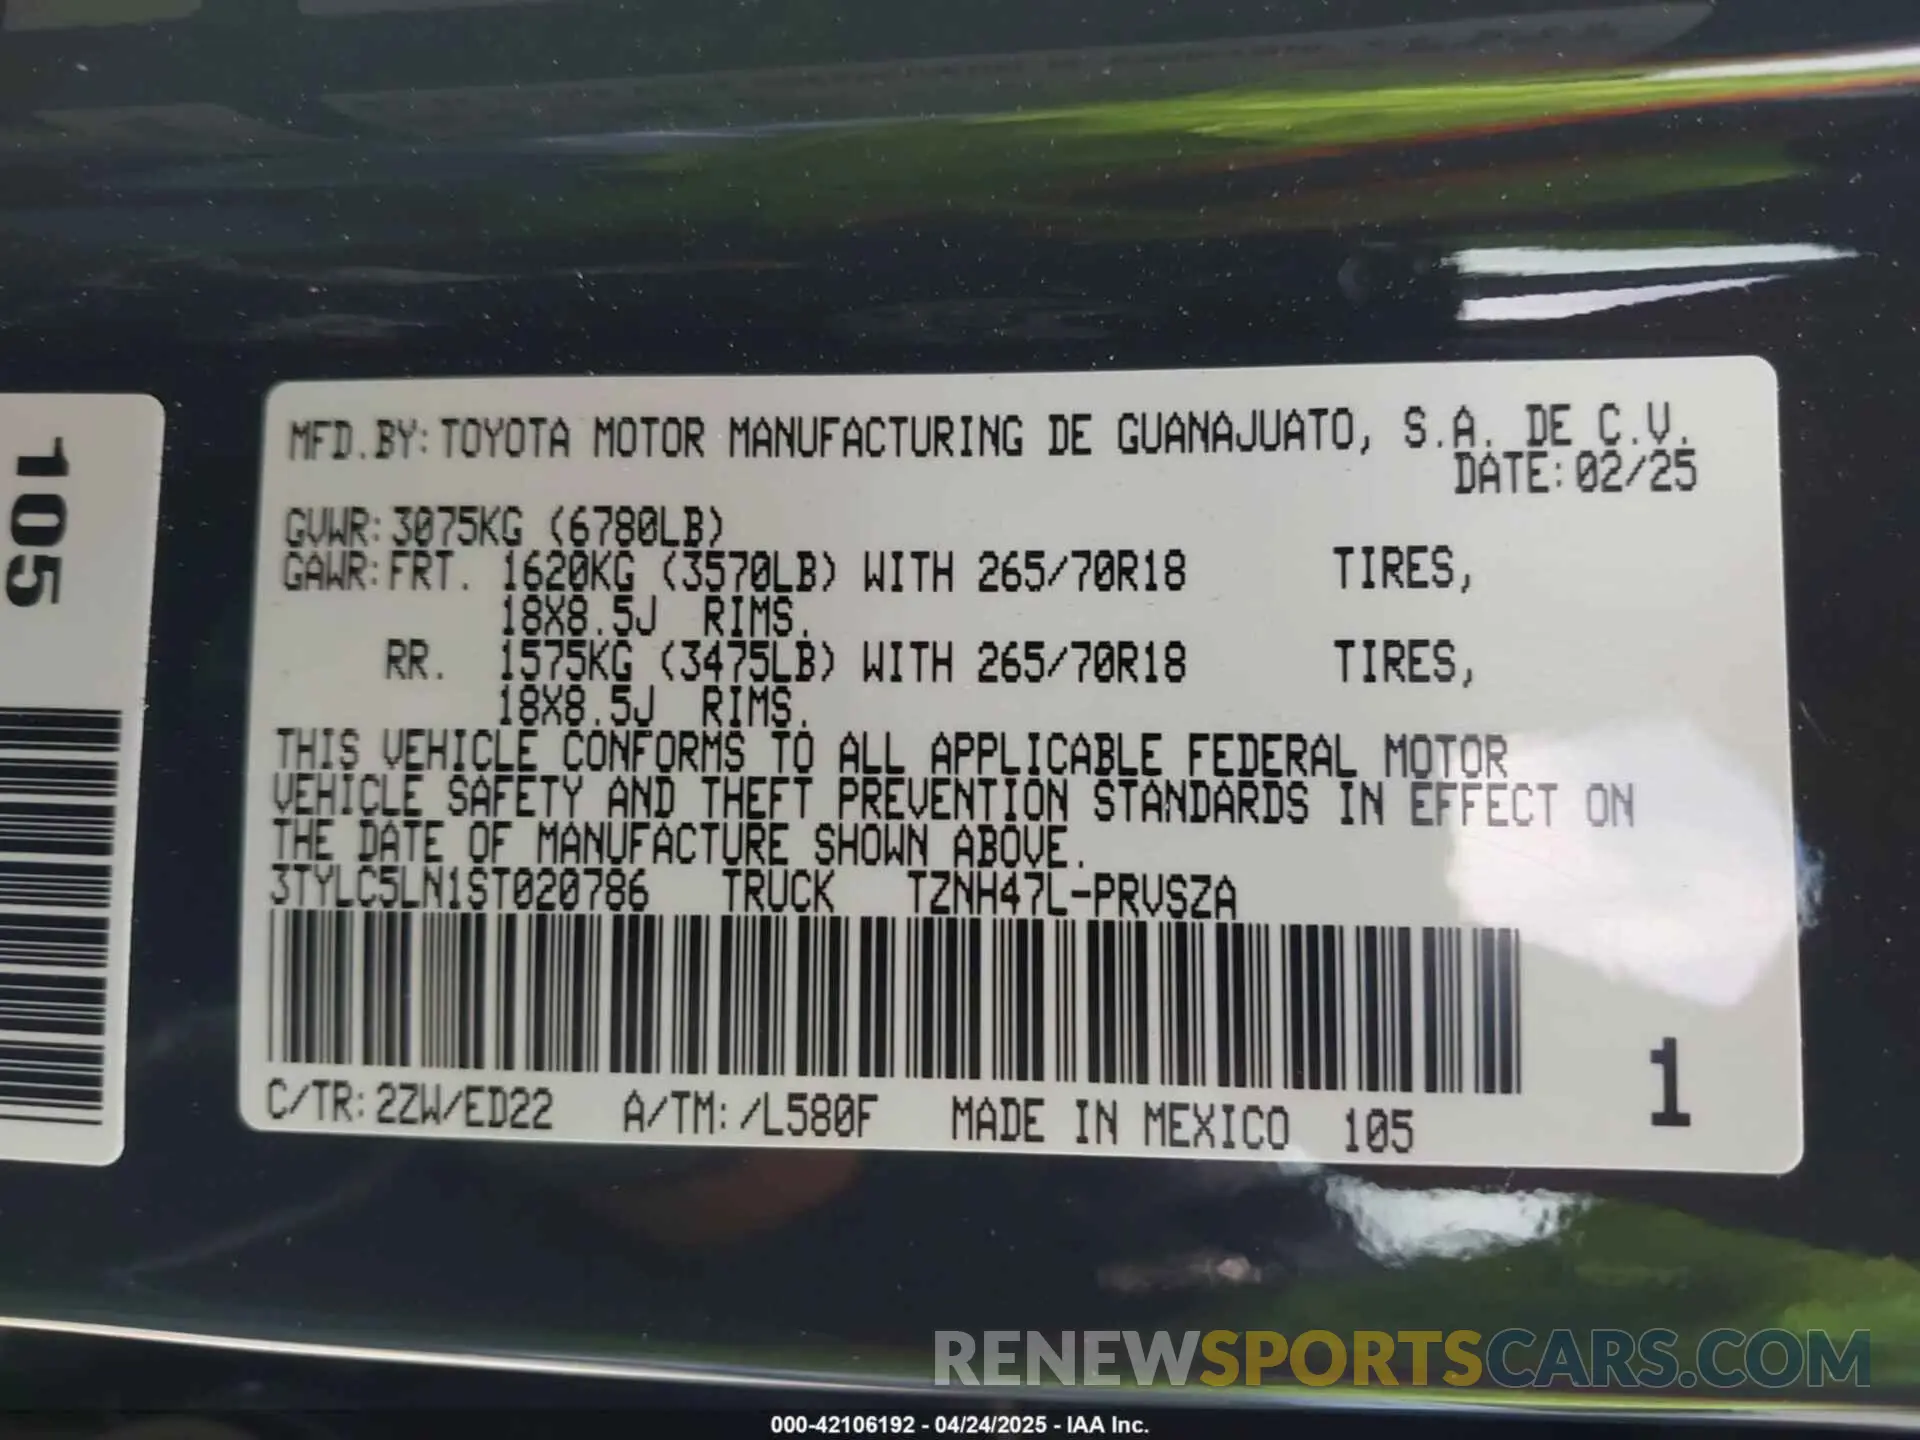 105
MFD.BY:TOYOTA MOTOR MANUFACTURING DE GUANAJUATO, S.A. DE C.V.
DATE:02/25
GVWR:3075KG (6780LB)
GAWR:FRT. 1620KG (3570LB) WITH 265/70R18 TIRES,
18X8.5J RIMS.
RR. 1575KG (3475LB) WITH 265/70R18 TIRES,
18X8.5J RIMS.
THIS VEHICLE CONFORMS TO ALL APPLICABLE FEDERAL MOTOR
VEHICLE SAFETY AND THEFT PREVENTION STANDARDS IN EFFECT ON
THE DATE OF MANUFACTURE SHOWN ABOVE.
3TYLC5LN1ST020786 TRUCK TZNH47L-PRVSZA
1
C/TR:2ZW/ED22 A/TM:/L580F MADE IN MEXICO 105
RENEWSPORTSCARS.COM
000-42106192 - 04/24/2025 - IAA Inc.